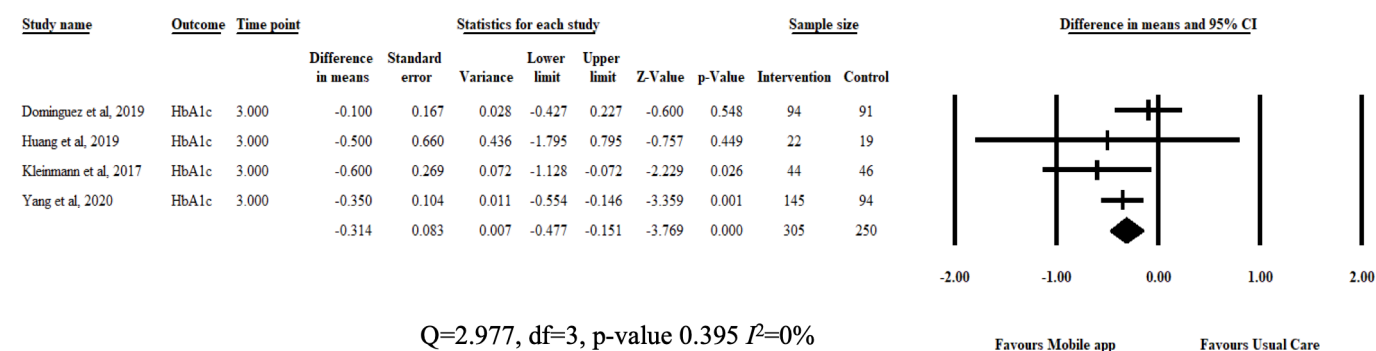 Study name Outcome Time point Statistics for each study Sample size Difference in means and 95% CI
Difference in means Standard error Variance Lower limit Upper limit Z-Value p-Value Intervention Control
Dominguez et al, 2019 HbA1c 3.000 -0.100 0.167 0.028 -0.427 0.227 -0.600 0.548 94 91
Huang et al, 2019 HbA1c 3.000 -0.500 0.660 0.436 -1.795 0.795 -0.757 0.449 22 19
Kleinmann et al, 2017 HbA1c 3.000 -0.600 0.269 0.072 -1.128 -0.072 -2.229 0.026 44 46
Yang et al, 2020 HbA1c 3.000 -0.350 0.104 0.011 -0.554 -0.146 -3.359 0.001 145 94
-0.314 0.083 0.007 -0.477 -0.151 -3.769 0.000 305 250
-2.00 -1.00 0.00 1.00 2.00
Q=2.977, df=3, p-value 0.395 I²=0%
Favours Mobile app Favours Usual Care